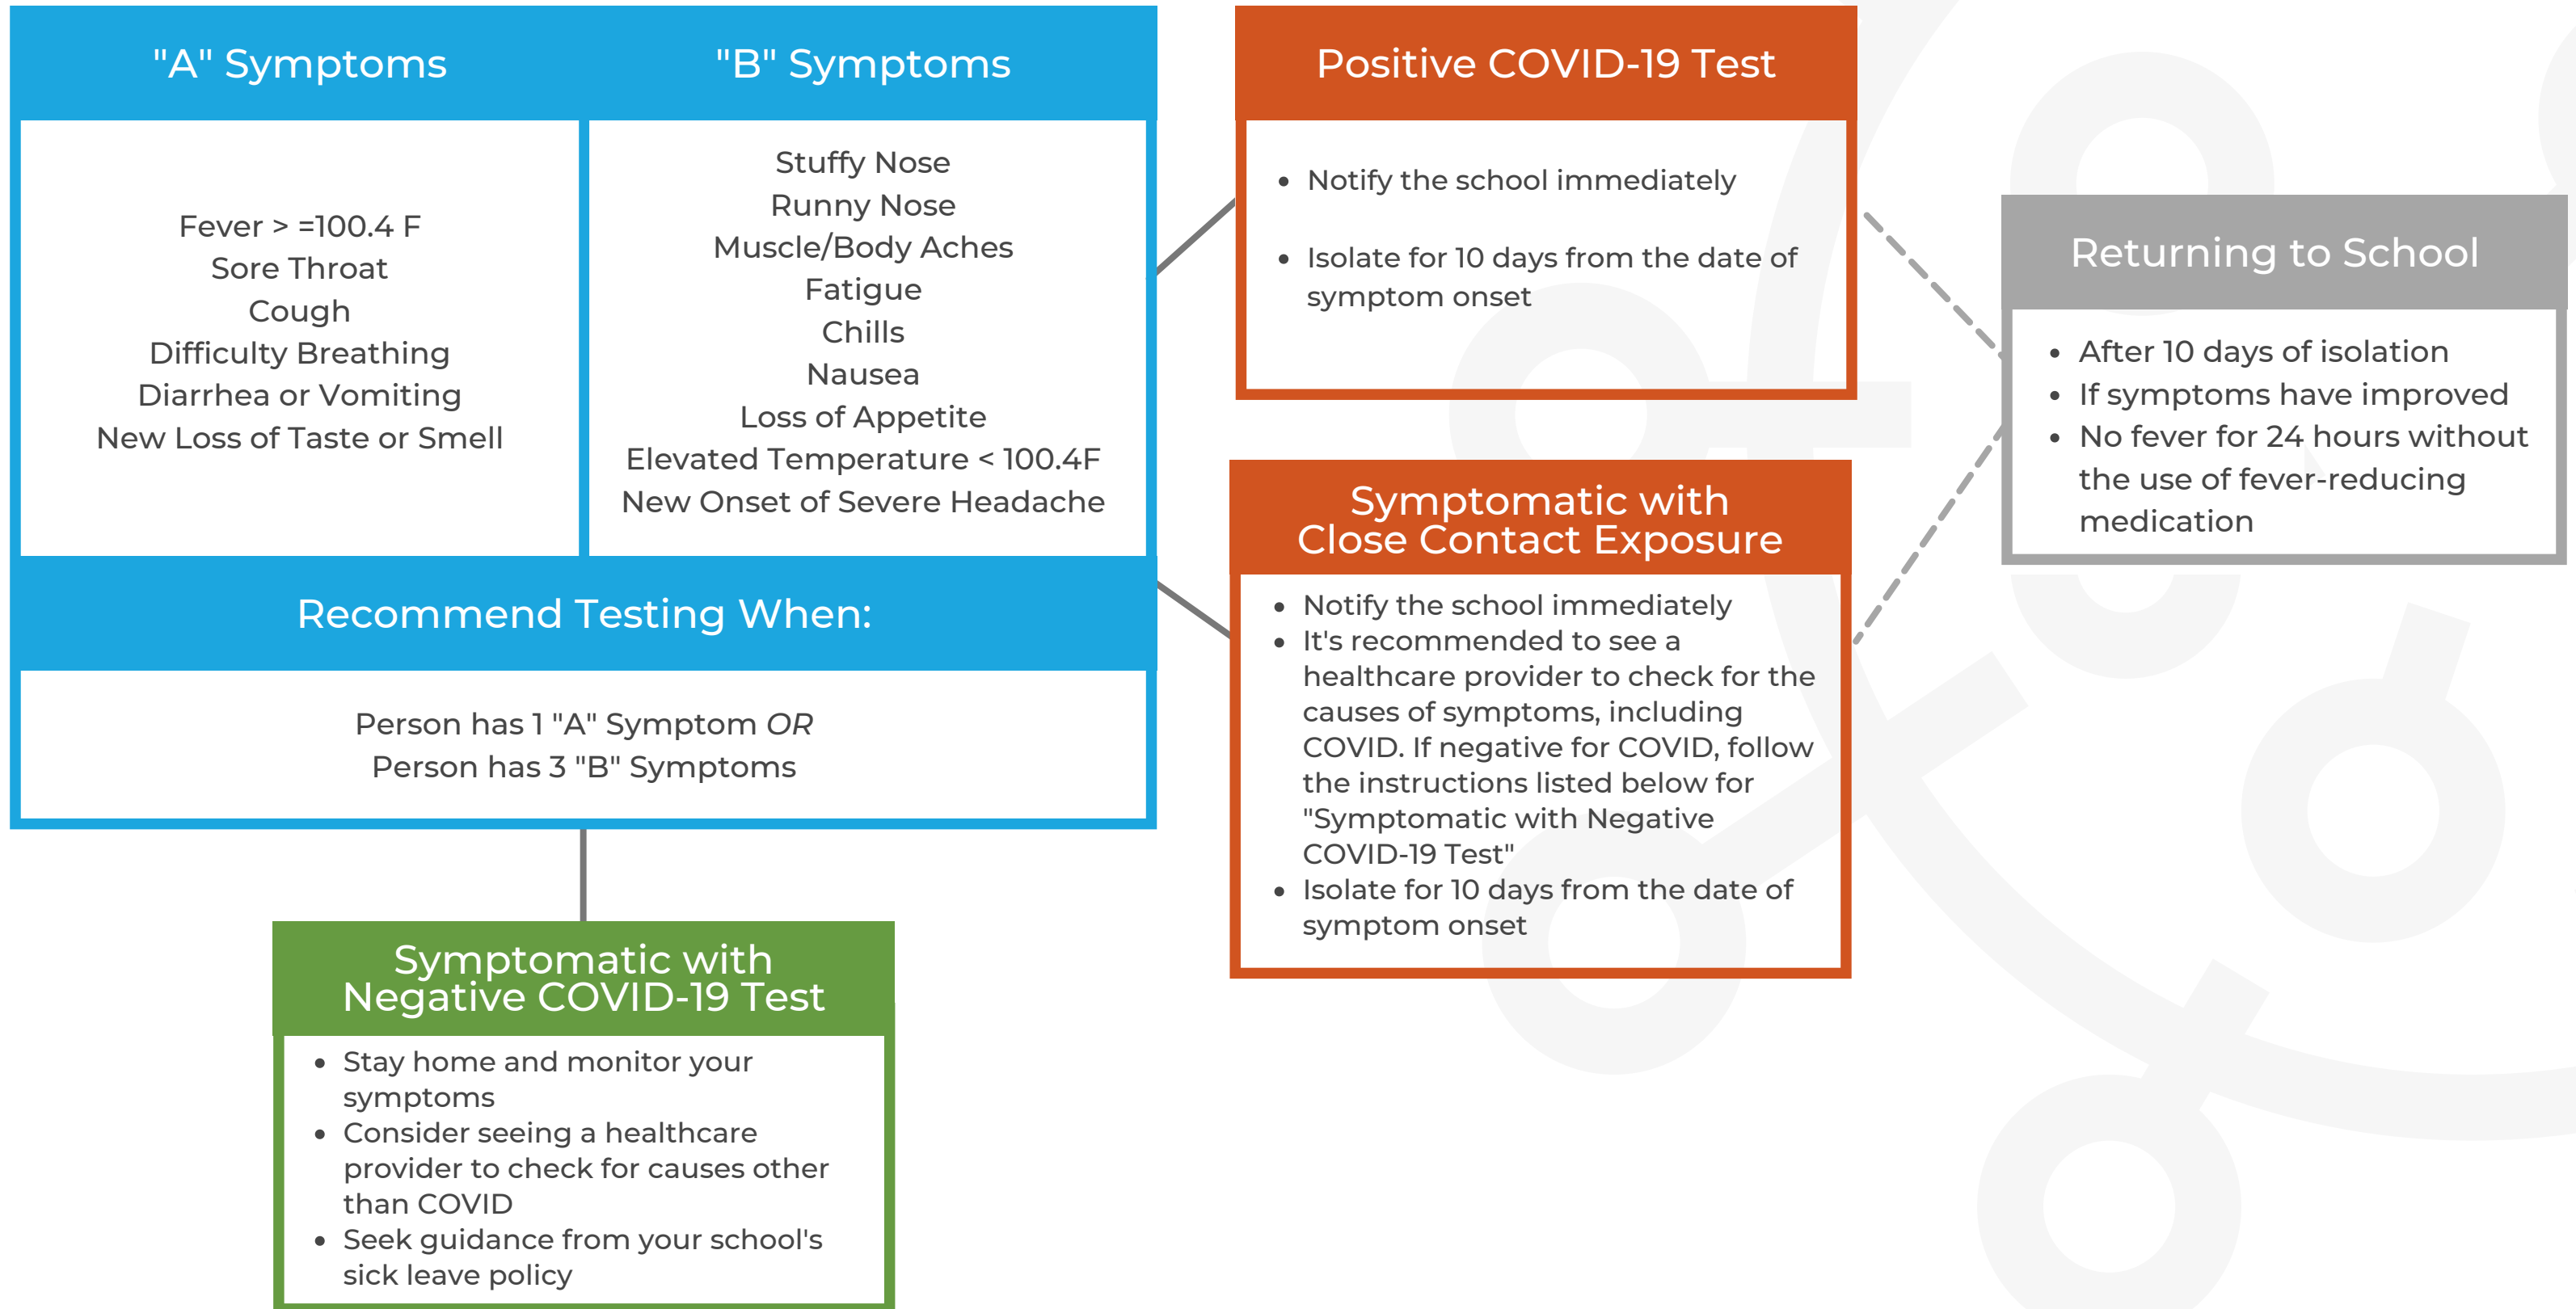 "A" Symptoms
Fever > =100.4 F
Sore Throat
Cough
Difficulty Breathing
Diarrhea or Vomiting
New Loss of Taste or Smell
"B" Symptoms
Stuffy Nose
Runny Nose
Muscle/Body Aches
Fatigue
Chills
Nausea
Loss of Appetite
Elevated Temperature < 100.4F
New Onset of Severe Headache
Recommend Testing When:
Person has 1 "A" Symptom OR
Person has 3 "B" Symptoms
Positive COVID-19 Test
• Notify the school immediately
• Isolate for 10 days from the date of
symptom onset
Symptomatic with
Close Contact Exposure
• Notify the school immediately
• It's recommended to see a
healthcare provider to check for the
causes of symptoms, including
COVID. If negative for COVID, follow
the instructions listed below for
"Symptomatic with Negative
COVID-19 Test"
• Isolate for 10 days from the date of
symptom onset
Returning to School
• After 10 days of isolation
• If symptoms have improved
• No fever for 24 hours without
the use of fever-reducing
medication
Symptomatic with
Negative COVID-19 Test
• Stay home and monitor your
symptoms
• Consider seeing a healthcare
provider to check for causes other
than COVID
• Seek guidance from your school's
sick leave policy